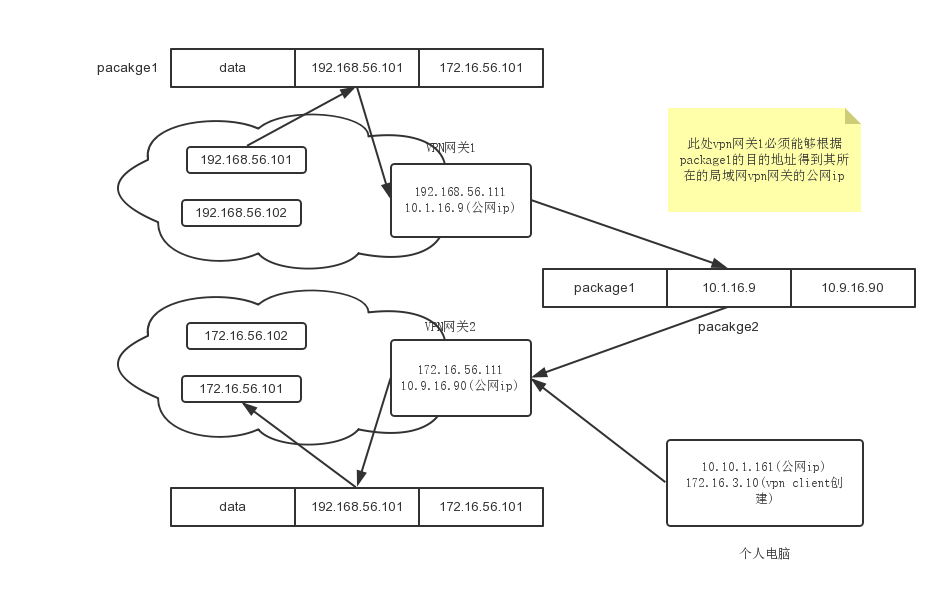 pacakge1
data 192.168.56.101 172.16.56.101
192.168.56.101
VPN网关1
192.168.56.102
192.168.56.111
10.1.16.9(公网ip)
此处vpn网关1必须能够根据
package1的目的地址得到其所
在的局域网vpn网关的公网ip
package1 10.1.16.9 10.9.16.90
pacakge2
172.16.56.102
VPN网关2
172.16.56.101
172.16.56.111
10.9.16.90(公网ip)
10.10.1.161(公网ip)
172.16.3.10(vpn client创
建)
data 192.168.56.101 172.16.56.101
个人电脑